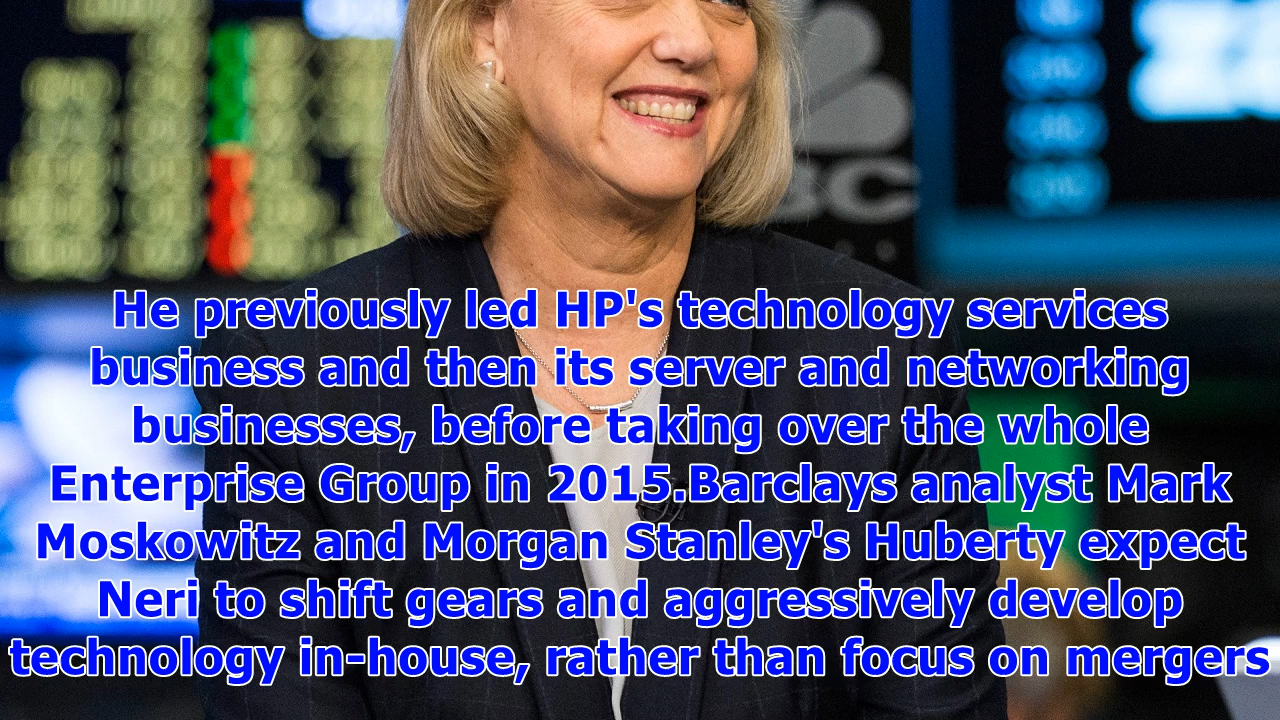 He previously led HP's technology services
business and then its server and networking
businesses, before taking over the whole
Enterprise Group in 2015.Barclays analyst Mark
Moskowitz and Morgan Stanley's Huberty expect
Neri to shift gears and aggressively develop
technology in-house, rather than focus on mergers